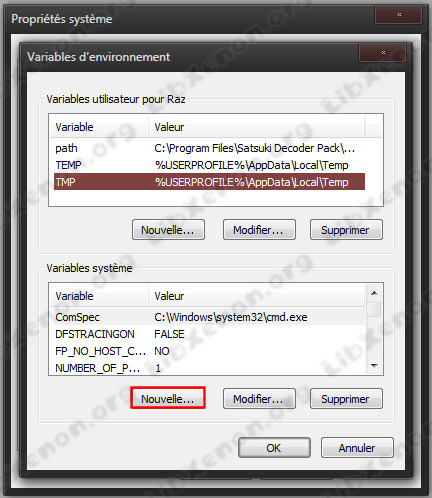 Propriétés système
Variables d'environnement
Variables utilisateur pour Raz
Variable Valeur
path C:\Program Files\Satsuki Decoder Pack\...
TEMP %USERPROFILE%\AppData\Local\Temp
TMP %USERPROFILE%\AppData\Local\Temp
Nouvelle... Modifier... Supprimer
Variables système
Variable Valeur
ComSpec C:\Windows\system32\cmd.exe
DFSTRACINGON FALSE
FP_NO_HOST_C... NO
NUMBER_OF_P... 1
Nouvelle... Modifier... Supprimer
OK Annuler
LibXenon.org